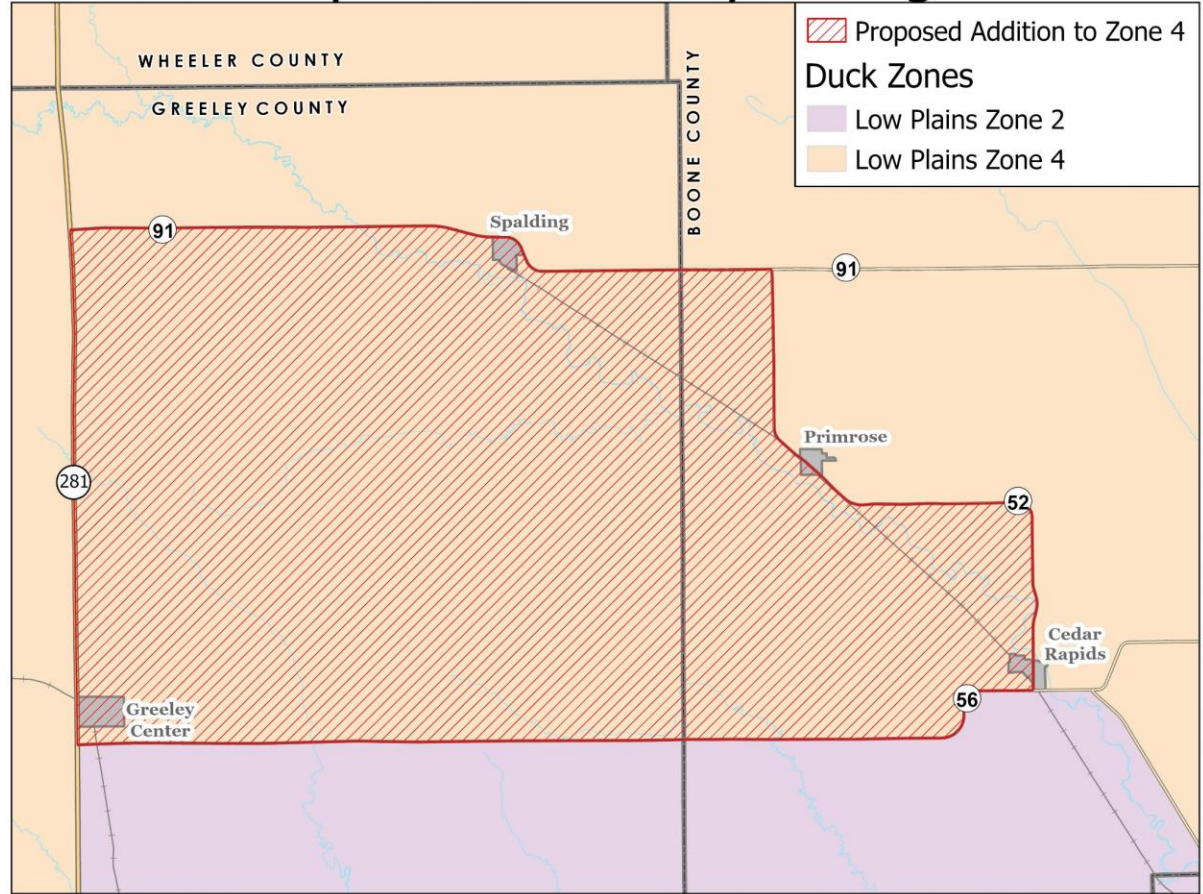 Proposed Addition to Zone 4
Duck Zones
Low Plains Zone 2
Low Plains Zone 4
WHEELER COUNTY
GREELEY COUNTY
BOONE COUNTY
91
Spalding
91
Primrose
281
52
Cedar
Rapids
56
Greeley
Center